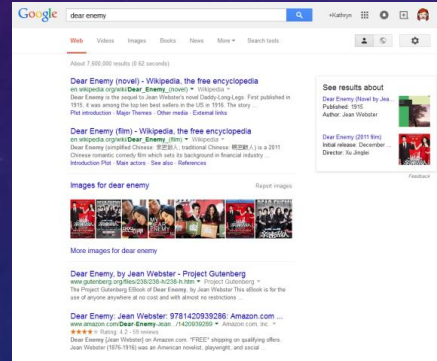 Google dear enemy +Kathryn
Web Videos Images Books News More Search tools
About 7,600,000 results (0.62 seconds)
Dear Enemy (novel) - Wikipedia, the free encyclopedia
en.wikipedia.org/wiki/Dear_Enemy_(novel) Wikipedia
Dear Enemy is the sequel to Jean Webster's novel Daddy-Long-Legs. First published in
1915, it was among the top ten best sellers in the US in 1916. The story ...
Plot introduction - Major Themes - Other media - External links
Dear Enemy (film) - Wikipedia, the free encyclopedia
en.wikipedia.org/wiki/Dear_Enemy_(film) Wikipedia
Dear Enemy (simplified Chinese: 亲密敌人; traditional Chinese: 親密敵人) is a 2011
Chinese romantic comedy film which sets its background in financial industry ...
Introduction Plot - Main actors - See also - References
Images for dear enemy Report images
More images for dear enemy
Dear Enemy, by Jean Webster - Project Gutenberg
www.gutenberg.org/files/238/238-h/238-h.htm Project Gutenberg
The Project Gutenberg EBook of Dear Enemy, by Jean Webster This eBook is for the
use of anyone anywhere at no cost and with almost no restrictions ...
Dear Enemy: Jean Webster: 9781420939286: Amazon.com ...
www.amazon.com/Dear-Enemy-Jean.../1420939289 Amazon.com, Inc.
Rating: 4.2 - 59 reviews
Dear Enemy [Jean Webster] on Amazon.com. *FREE* shipping on qualifying offers.
Jean Webster (1876-1916) was an American novelist, playwright, and social ...
See results about
Dear Enemy (Novel by Jea...
Published: 1915
Author: Jean Webster
Dear Enemy (2011 film)
Initial release: December ...
Director: Xu Jinglei
Feedback